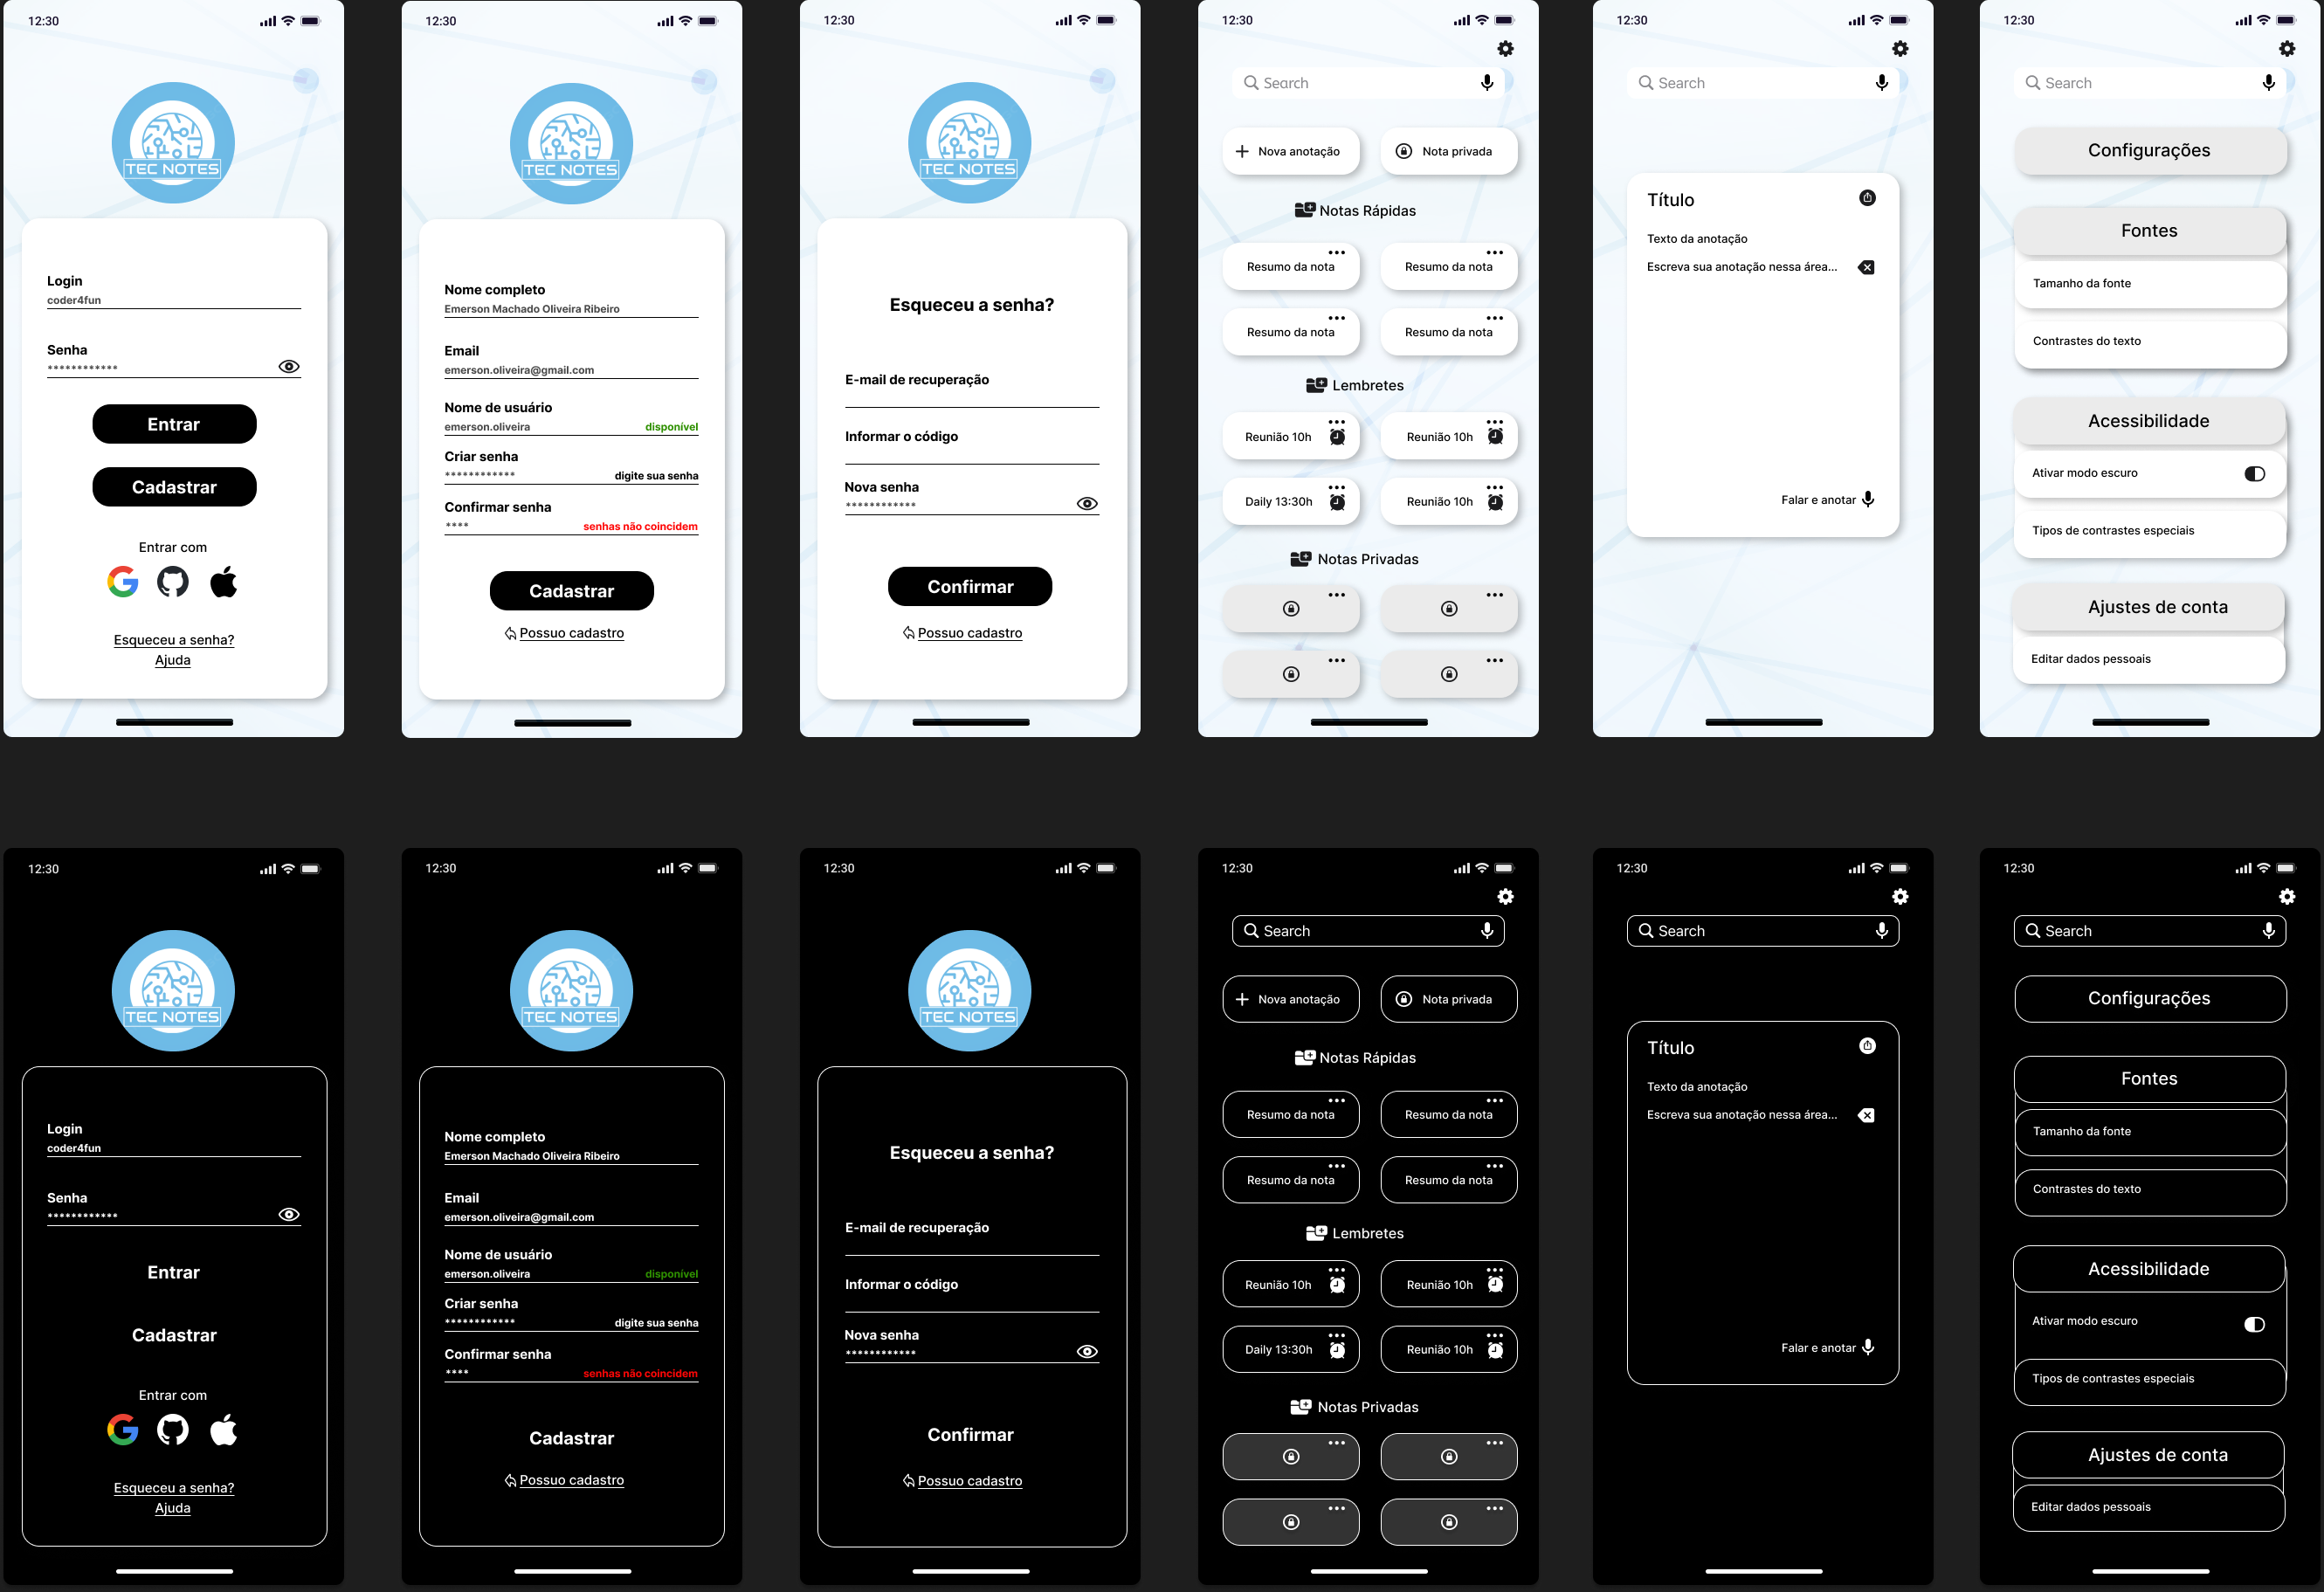 12:30
TEC NOTES
Login
coder4fun
Senha
************
Entrar
Cadastrar
Entrar com
Esqueceu a senha?
Ajuda
12:30
TEC NOTES
Nome completo
Emerson Machado Oliveira Ribeiro
Email
emerson.oliveira@gmail.com
Nome de usuário
emerson.oliveira disponível
Criar senha
************ digite sua senha
Confirmar senha
**** senhas não coincidem
Cadastrar
Possuo cadastro
12:30
TEC NOTES
Esqueceu a senha?
E-mail de recuperação
Informar o código
Nova senha
************
Confirmar
Possuo cadastro
12:30
Search
Nova anotação Nota privada
Notas Rápidas
Resumo da nota Resumo da nota
Resumo da nota Resumo da nota
Lembretes
Reunião 10h Reunião 10h
Daily 13:30h Reunião 10h
Notas Privadas
12:30
Search
Título
Texto da anotação
Escreva sua anotação nessa área...
Falar e anotar
12:30
Search
Configurações
Fontes
Tamanho da fonte
Contrastes do texto
Acessibilidade
Ativar modo escuro
Tipos de contrastes especiais
Ajustes de conta
Editar dados pessoais
12:30
TEC NOTES
Login
coder4fun
Senha
************
Entrar
Cadastrar
Entrar com
Esqueceu a senha?
Ajuda
12:30
TEC NOTES
Nome completo
Emerson Machado Oliveira Ribeiro
Email
emerson.oliveira@gmail.com
Nome de usuário
emerson.oliveira disponível
Criar senha
************ digite sua senha
Confirmar senha
**** senhas não coincidem
Cadastrar
Possuo cadastro
12:30
TEC NOTES
Esqueceu a senha?
E-mail de recuperação
Informar o código
Nova senha
************
Confirmar
Possuo cadastro
12:30
Search
Nova anotação Nota privada
Notas Rápidas
Resumo da nota Resumo da nota
Resumo da nota Resumo da nota
Lembretes
Reunião 10h Reunião 10h
Daily 13:30h Reunião 10h
Notas Privadas
12:30
Search
Título
Texto da anotação
Escreva sua anotação nessa área...
Falar e anotar
12:30
Search
Configurações
Fontes
Tamanho da fonte
Contrastes do texto
Acessibilidade
Ativar modo escuro
Tipos de contrastes especiais
Ajustes de conta
Editar dados pessoais